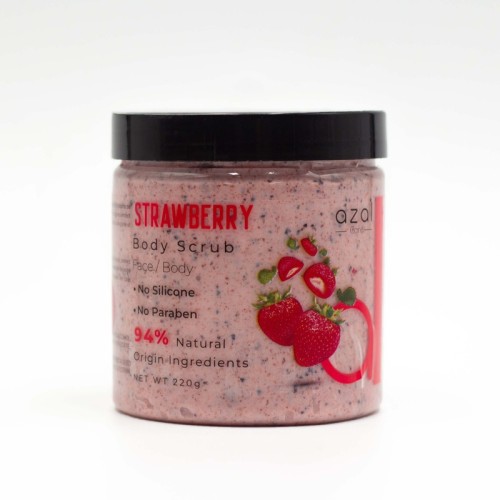 STRAWBERRY
Body Scrub
Face / Body
• No Silicone
• No Paraben
94% Natural
Origin Ingredients
NET WT 220g
azal